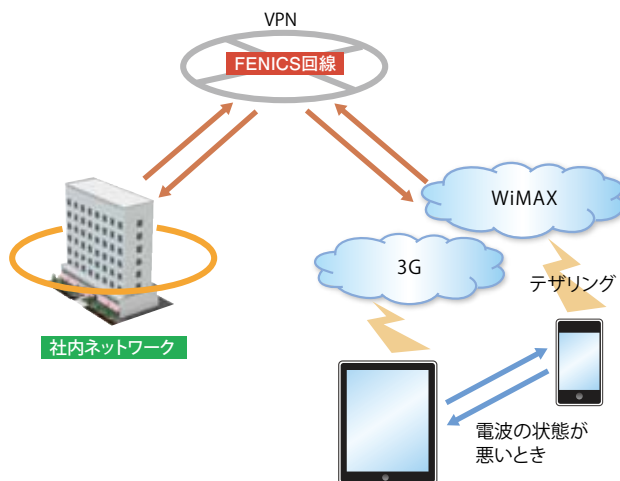 VPN
FENICS回線
WiMAX
3G
テザリング
社内ネットワーク
電波の状態が
悪いとき